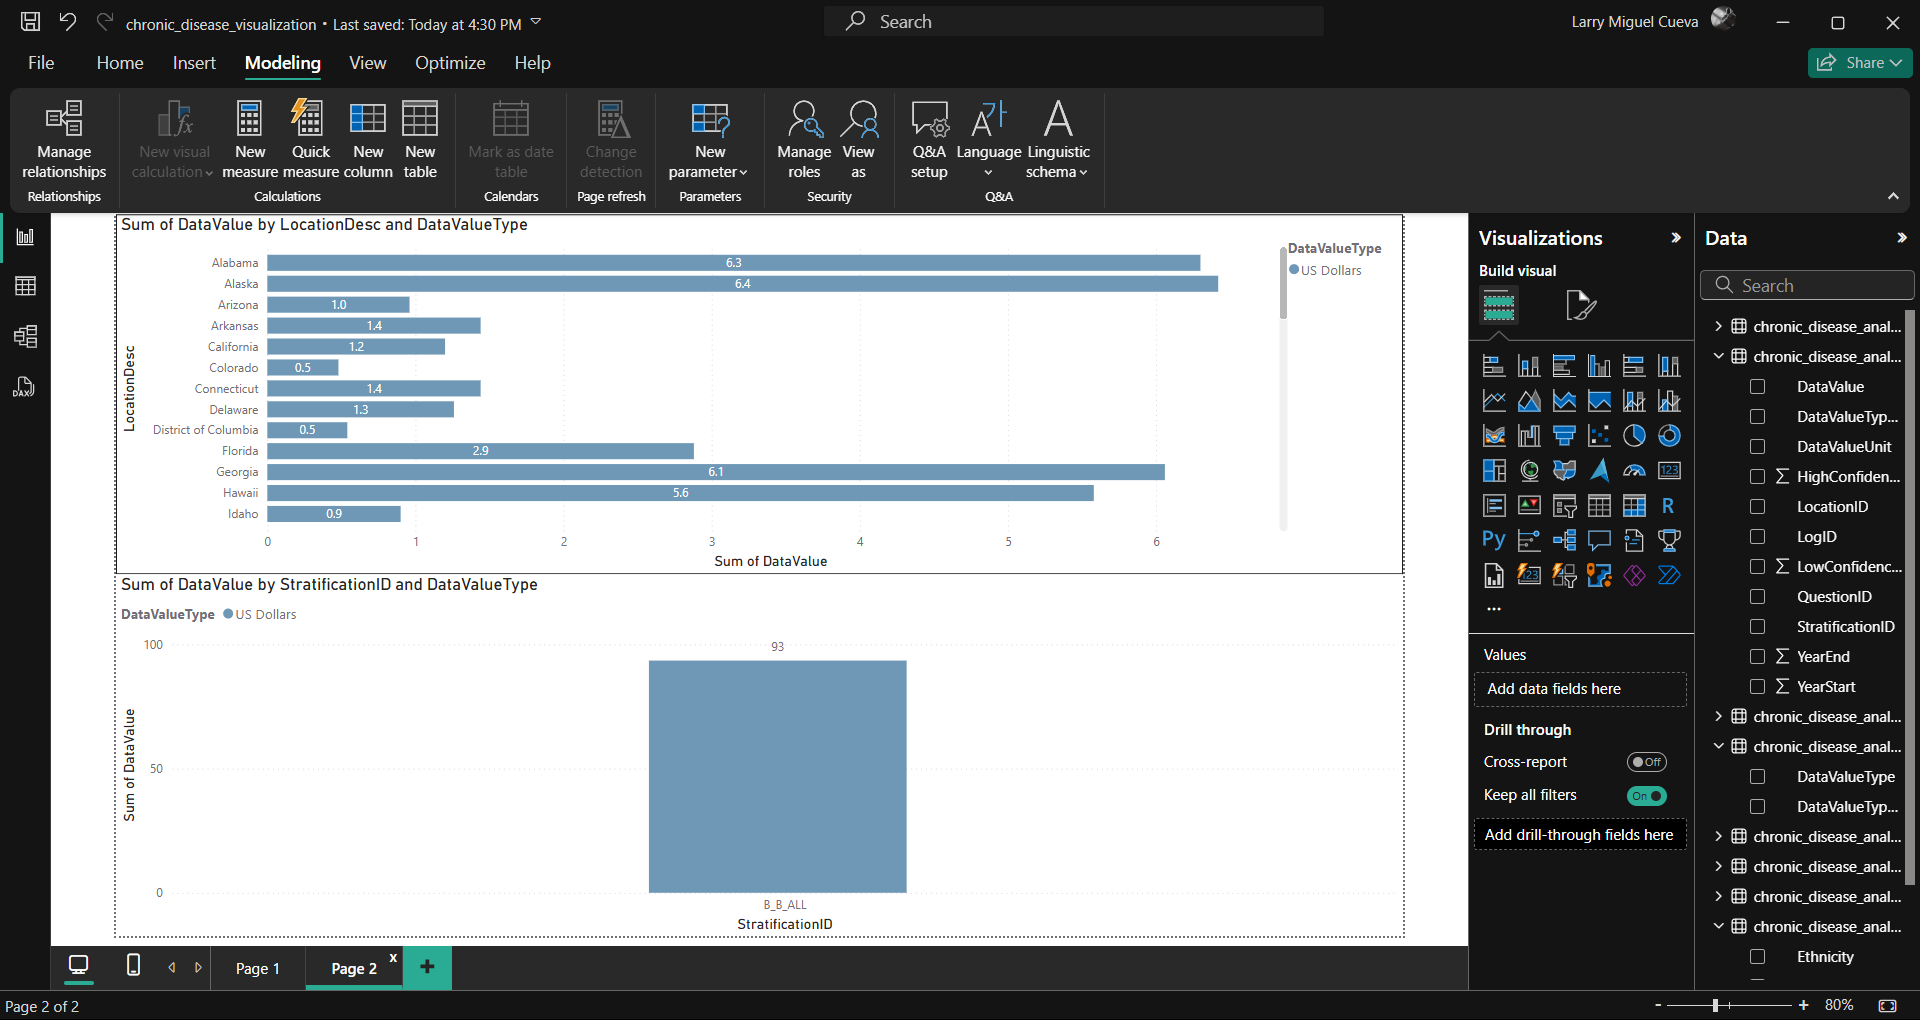 chronic_disease_visualization • Last saved: Today at 4:30 PM
Search
Larry Miguel Cueva
File Home Insert Modeling View Optimize Help
Share
Manage relationships
New visual calculation
New measure
Quick measure
New column
New table
Mark as date table
Change detection
New parameter
Manage roles
View as
Q&A setup
Language
Linguistic schema
Relationships
Calculations
Calendars
Page refresh
Parameters
Security
Q&A
DAX
Sum of DataValue by LocationDesc and DataValueType
DataValueType
US Dollars
LocationDesc
Alabama 6.3
Alaska 6.4
Arizona 1.0
Arkansas 1.4
California 1.2
Colorado 0.5
Connecticut 1.4
Delaware 1.3
District of Columbia 0.5
Florida 2.9
Georgia 6.1
Hawaii 5.6
Idaho 0.9
0 1 2 3 4 5 6
Sum of DataValue
Sum of DataValue by StratificationID and DataValueType
DataValueType US Dollars
Sum of DataValue
100
50
0
93
B_B_ALL
StratificationID
Visualizations
Build visual
123
R
Py
123
...
Values
Add data fields here
Drill through
Cross-report Off
Keep all filters On
Add drill-through fields here
Data
Search
chronic_disease_anal...
chronic_disease_anal...
DataValue
DataValueTyp...
DataValueUnit
HighConfiden...
LocationID
LogID
LowConfidenc...
QuestionID
StratificationID
YearEnd
YearStart
chronic_disease_anal...
chronic_disease_anal...
DataValueType
DataValueTyp...
chronic_disease_anal...
chronic_disease_anal...
chronic_disease_anal...
chronic_disease_anal...
Ethnicity
Page 1
Page 2 x
+
Page 2 of 2
- + 80%